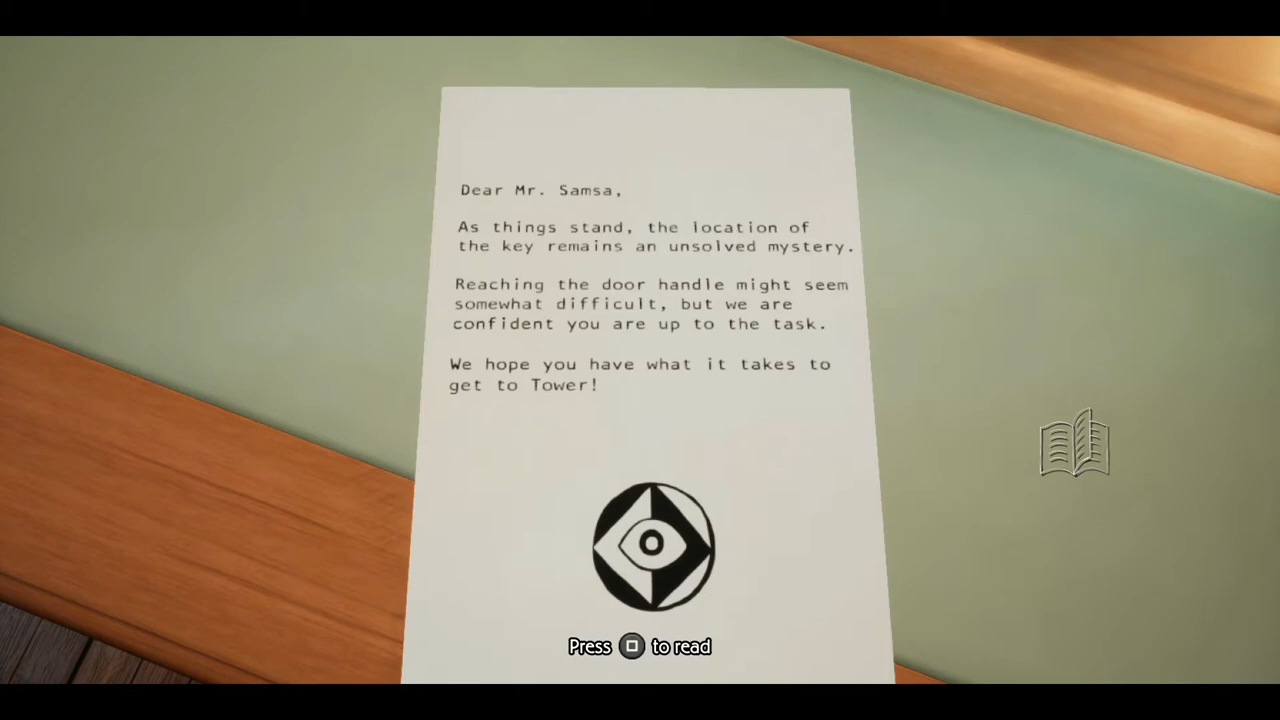 Dear Mr. Samsa,
As things stand, the location of
the key remains an unsolved mystery.
Reaching the door handle might seem
somewhat difficult, but we are
confident you are up to the task.
We hope you have what it takes to
get to Tower!
Press to read